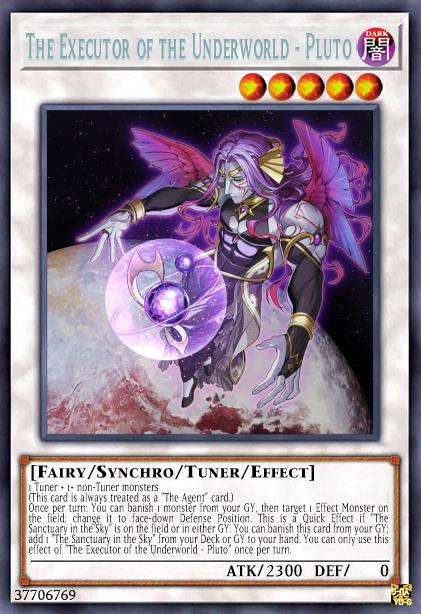 The Executor of the Underworld - Pluto
DARK
闇
[Fairy/Synchro/Tuner/Effect]
1 Tuner + 1+ non-Tuner monsters
(This card is always treated as a "The Agent" card.)
Once per turn: You can banish 1 monster from your GY, then target 1 Effect Monster on
the field; change it to face-down Defense Position. This is a Quick Effect if "The
Sanctuary in the Sky" is on the field or in either GY. You can banish this card from your GY;
add 1 "The Sanctuary in the Sky" from your Deck or GY to your hand. You can only use this
effect of "The Executor of the Underworld - Pluto" once per turn.
ATK/2300 DEF/ 0
37706769